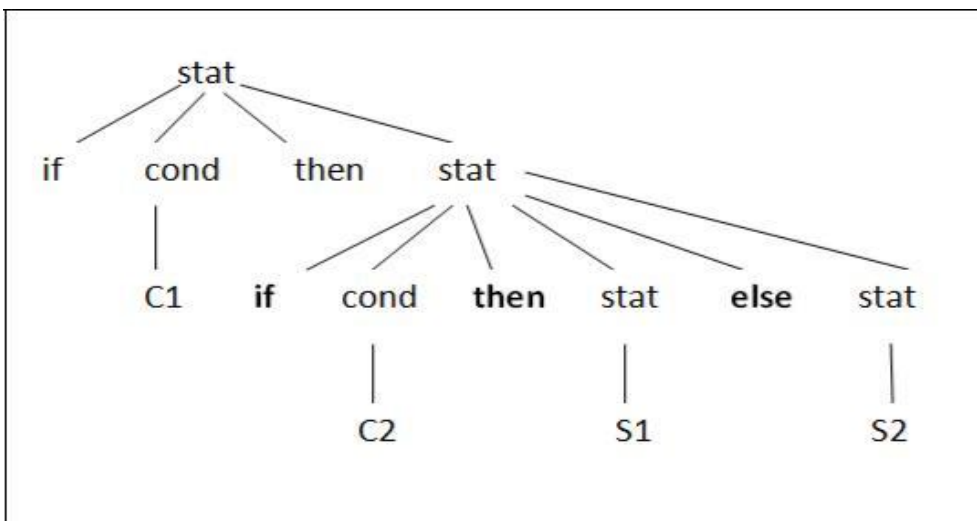 stat
if cond then stat
C1 if cond then stat else stat
C2 S1 S2